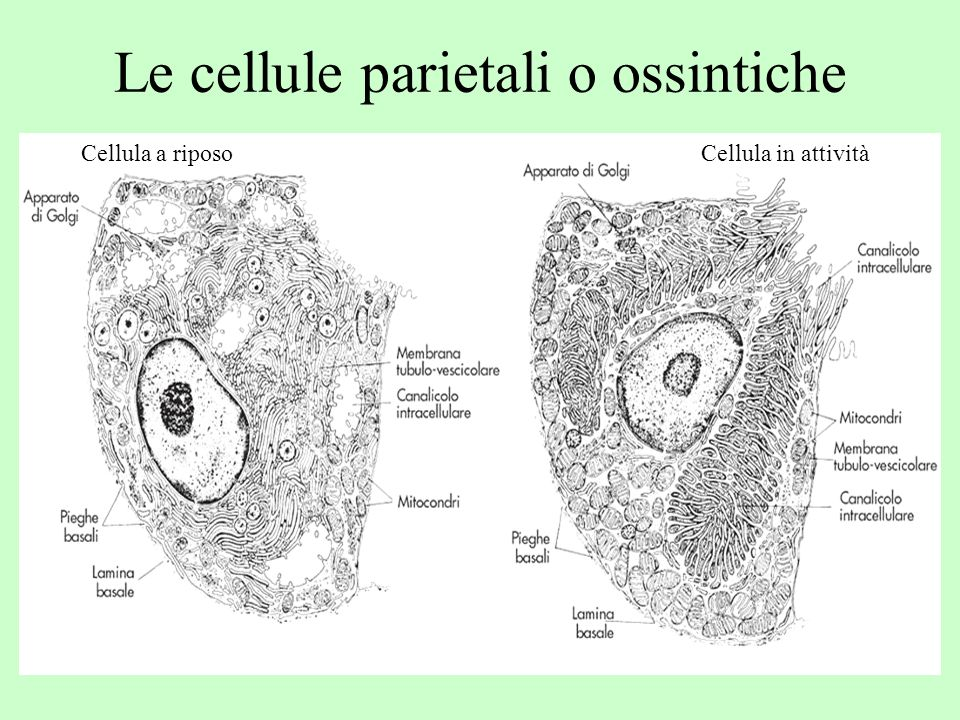 Le cellule parietali o ossintiche
Cellula a riposo
Apparato
di Golgi
Membrana
tubulo-vescicolare
Canalicolo
intracellulare
Mitocondri
Pieghe
basali
Lamina
basale
Cellula in attività
Apparato di Golgi
Canalicolo
intracellulare
Mitocondri
Membrana
tubulo-vescicolare
Canalicolo
intracellulare
Pieghe
basali
Lamina
basale